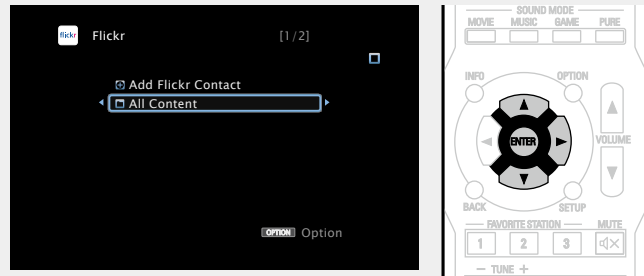 flickr Flickr [1/2]
Add Flickr Contact
All Content
OPTION Option
SOUND MODE
MOVIE MUSIC GAME PURE
INFO OPTION
ENTER
VOLUME
BACK SETUP
FAVORITE STATION MUTE
1 2 3
— TUNE +